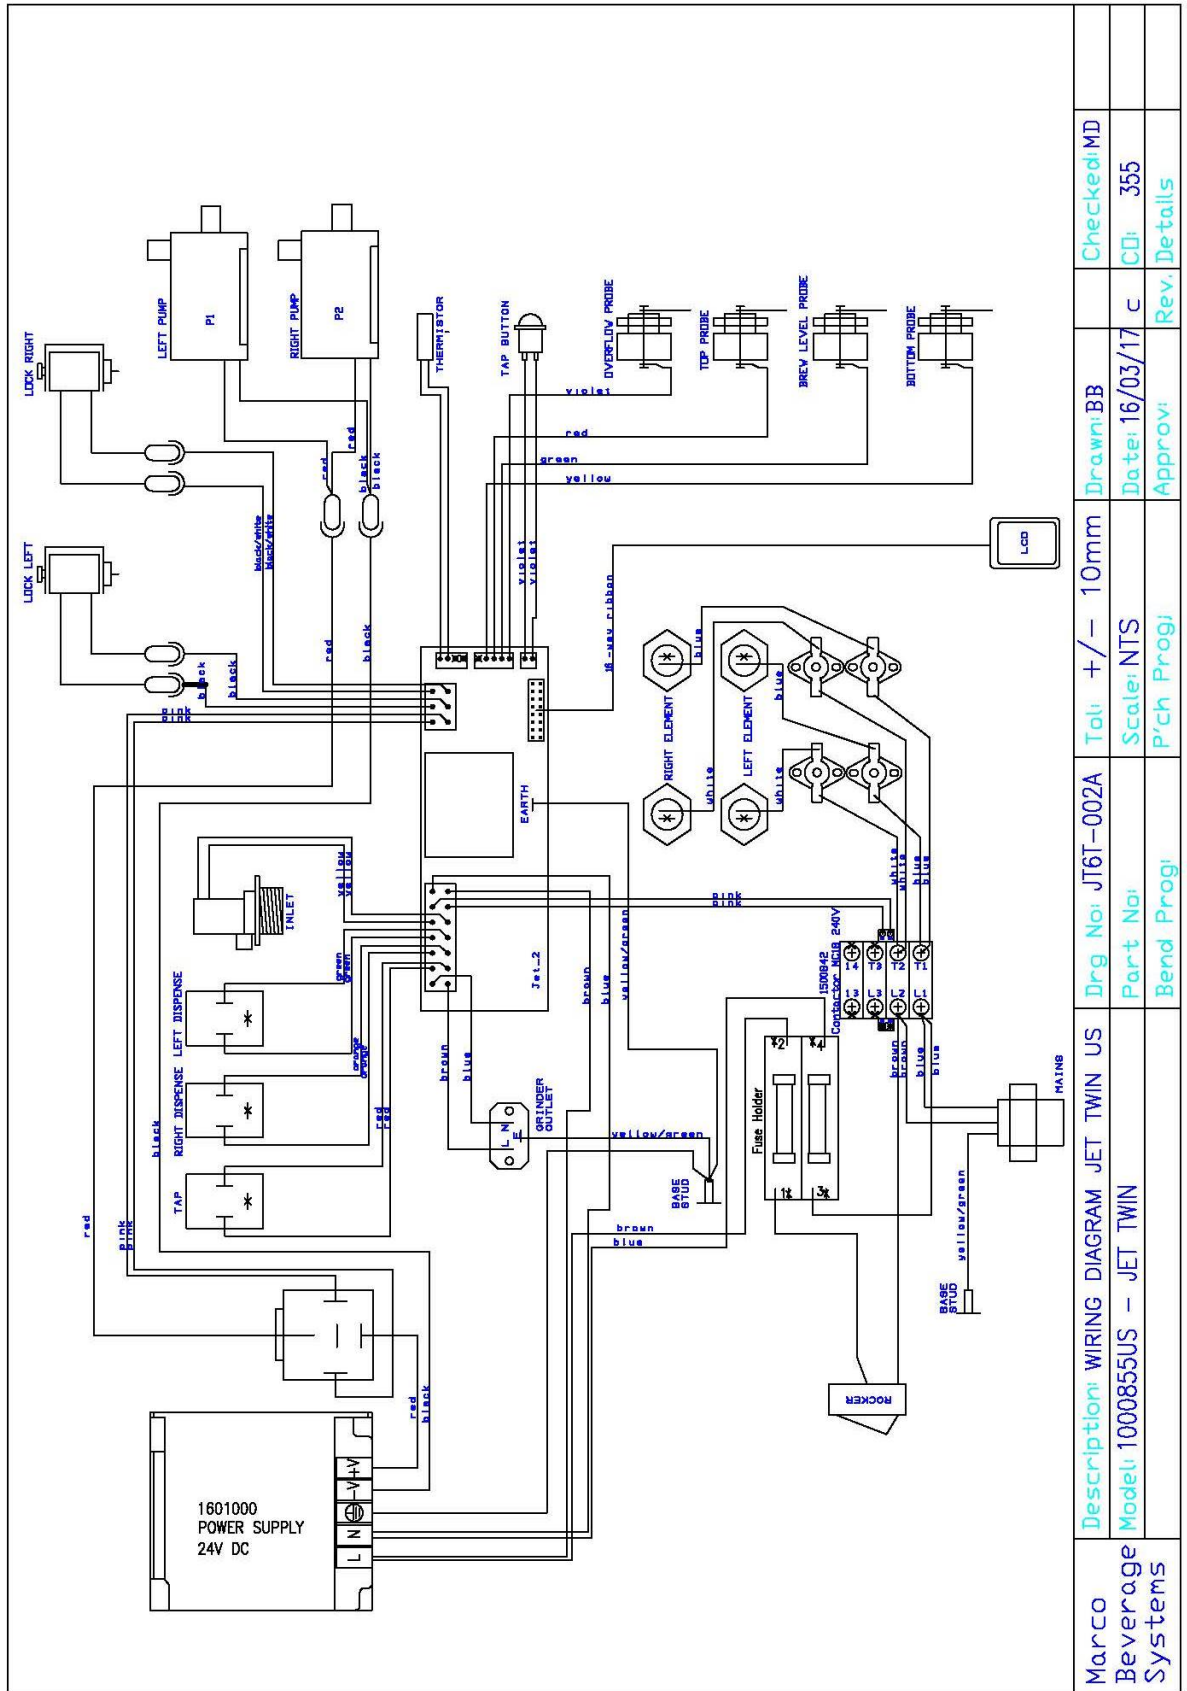 LOCK RIGHT
LOCK LEFT
LEFT PUMP
P1
RIGHT PUMP
P2
THERMISTOR
TAP BUTTON
OVERFLOW PROBE
TOP PROBE
BREW LEVEL PROBE
BOTTOM PROBE
red
red
black
black
black/white
black/white
violet
red
green
yellow
violet
violet
16-way ribbon
LCD
red
black
black
black
pink
pink
EARTH
Jet_2
INLET
yellow
yellow
green
green
orange
orange
red
red
LEFT DISPENSE
RIGHT DISPENSE
TAP
black
red
pink
pink
brown
blue
GRINDER
OUTLET
L N
E
brown
blue
yellow/green
yellow/green
BASE
STUD
RIGHT ELEMENT
LEFT ELEMENT
blue
blue
white
white
white
white
blue
blue
pink
pink
1500842
Contactor MC18 240V
14 T3 T2 T1
13 L3 L2 L1
brown
brown
blue
blue
Fuse Holder
*2
*4
1*
3*
MAINS
yellow/green
BASE
STUD
brown
blue
ROCKER
red
black
1601000
POWER SUPPLY
24V DC
L N -V +V
Marco
Beverage
Systems
Description: WIRING DIAGRAM JET TWIN US
Model: 1000855US - JET TWIN
Drg No: JT6T-002A
Part No:
Bend Prog:
Tol: +/- 10mm
Scale: NTS
P'ch Prog:
Drawn: BB
Date: 16/03/17
Approv:
Checked: MD
C
CO: 355
Rev. Details